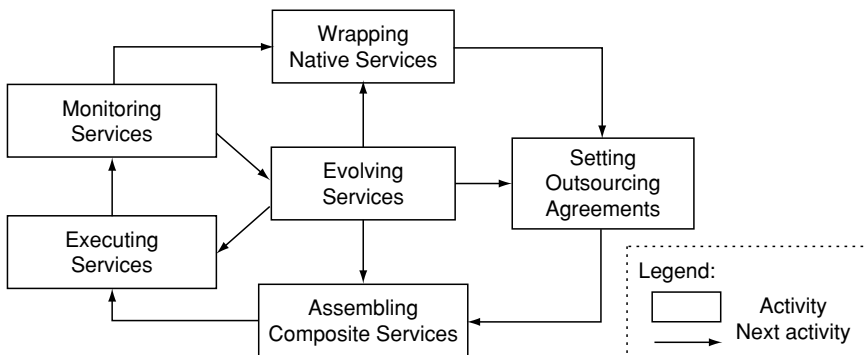 Wrapping
Native Services
Monitoring
Services
Evolving
Services
Setting
Outsourcing
Agreements
Executing
Services
Assembling
Composite Services
Legend:
Activity
Next activity